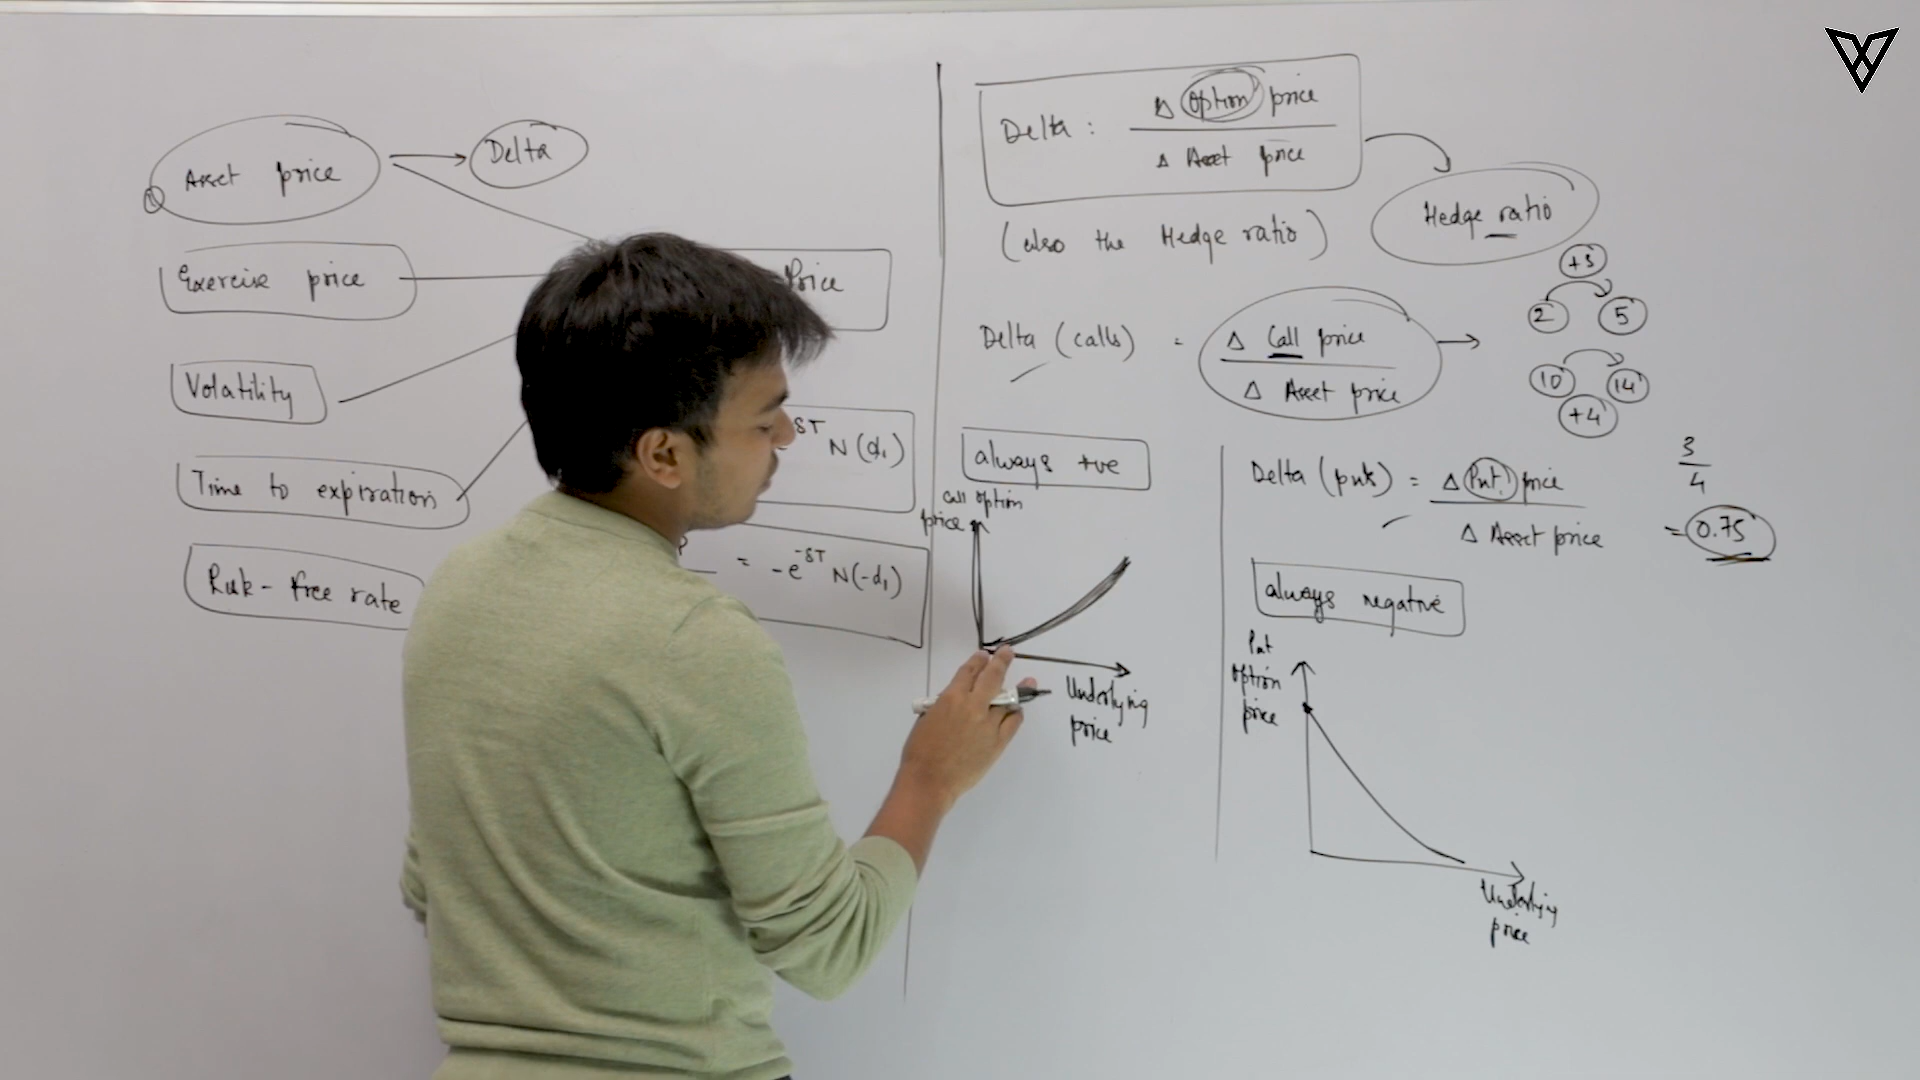 Asset price
Delta
Exercise price
Price
Volatility
Time to expiration
Risk-free rate
-δT N(d₁)
= -e^-δT N(-d₁)
Delta :
Δ Option price
Δ Asset price
Hedge ratio
(also the Hedge ratio)
Delta (calls) =
Δ Call price
Δ Asset price
+3
2 5
10 14
+4
3
4
= 0.75
always +ve
Call option
price
Underlying
price
Delta (puts) = Δ Put price
Δ Asset price
always negative
Put
option
price
Underlying
price